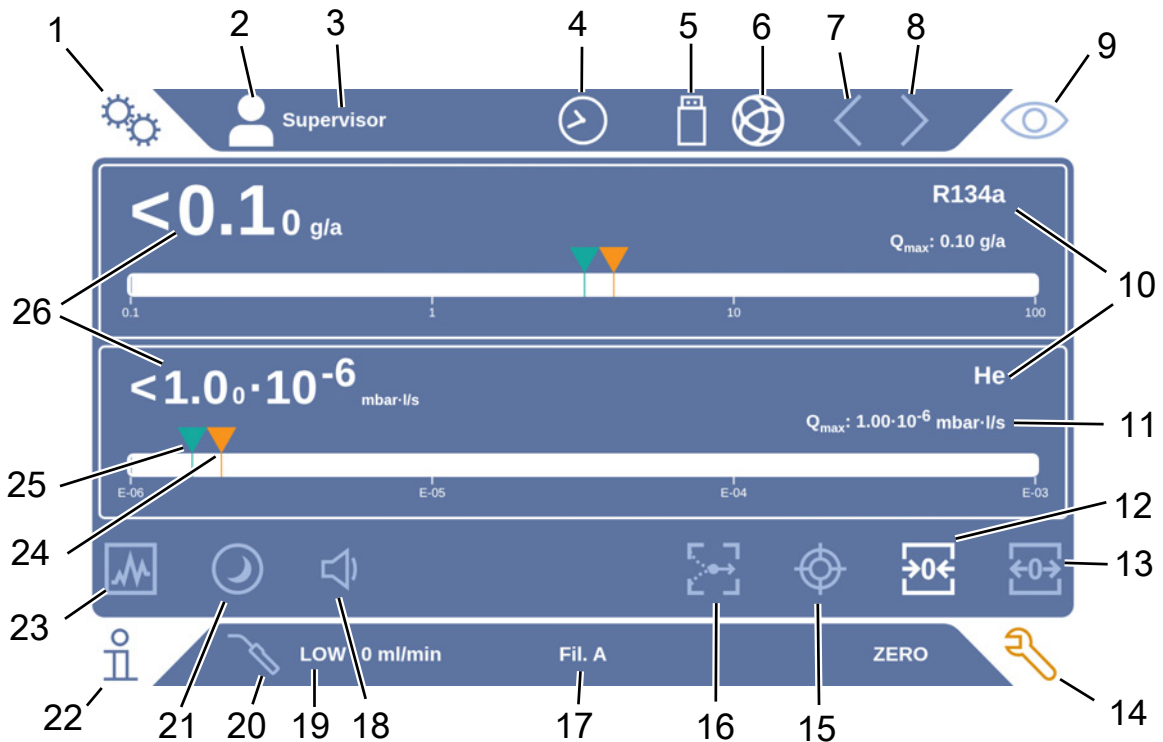 1 2 3 4 5 6 7 8 9
Supervisor
<0.10 g/a
R134a
Qmax: 0.10 g/a
0.1 1 10 100
10
26
<1.00·10-6 mbar·l/s
He
Qmax: 1.00·10-6 mbar·l/s
11
25
E-06 E-05 E-04 E-03
12
24
→0← ←0→
13
23
LOW 0 ml/min
Fil. A
ZERO
22 21 20 19 18 17 16 15 14